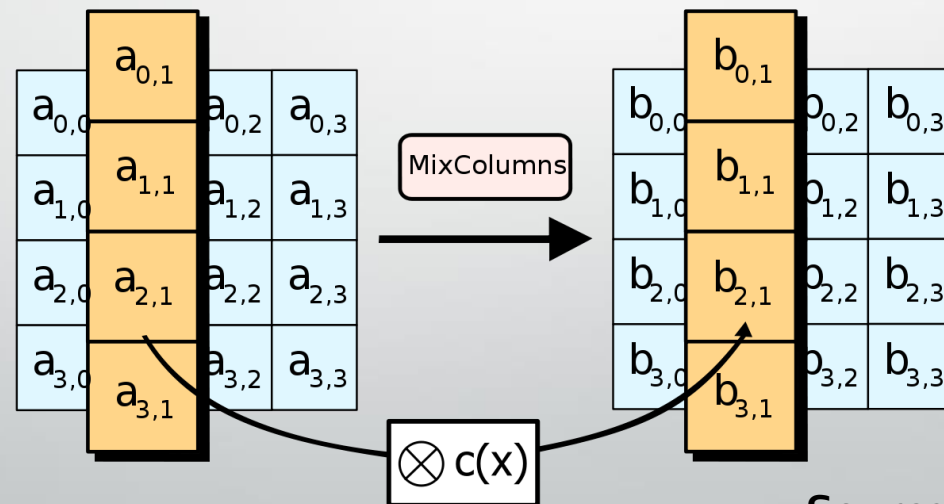 a0,1
b0,1
a0,0 a0,2 a0,3
b0,0 b0,2 b0,3
MixColumns
a1,1
b1,1
a1,0 a1,2 a1,3
b1,0 b1,2 b1,3
a2,1
b2,1
a2,0 a2,2 a2,3
b2,0 b2,2 b2,3
a3,0 a3,2 a3,3
b3,0 b3,2 b3,3
a3,1
b3,1
⊗ c(x)